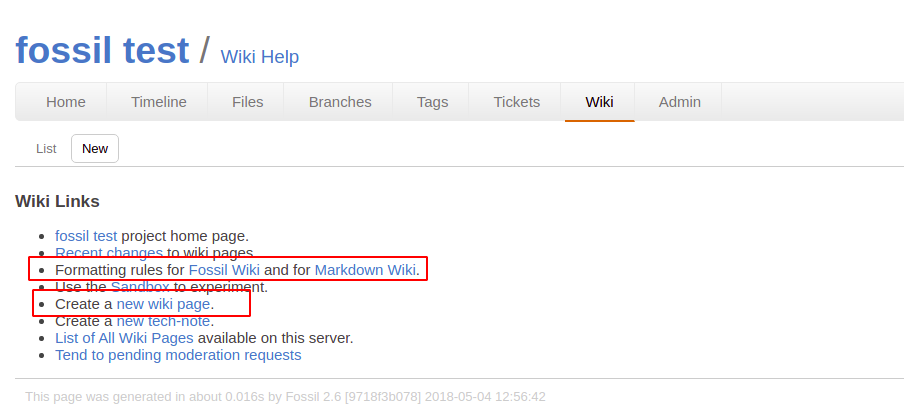 fossil test / Wiki Help
Home Timeline Files Branches Tags Tickets Wiki Admin
List New
Wiki Links
fossil test project home page.
Recent changes to wiki pages.
Formatting rules for Fossil Wiki and for Markdown Wiki.
Use the Sandbox to experiment.
Create a new wiki page.
Create a new tech-note.
List of All Wiki Pages available on this server.
Tend to pending moderation requests
This page was generated in about 0.016s by Fossil 2.6 [9718f3b078] 2018-05-04 12:56:42